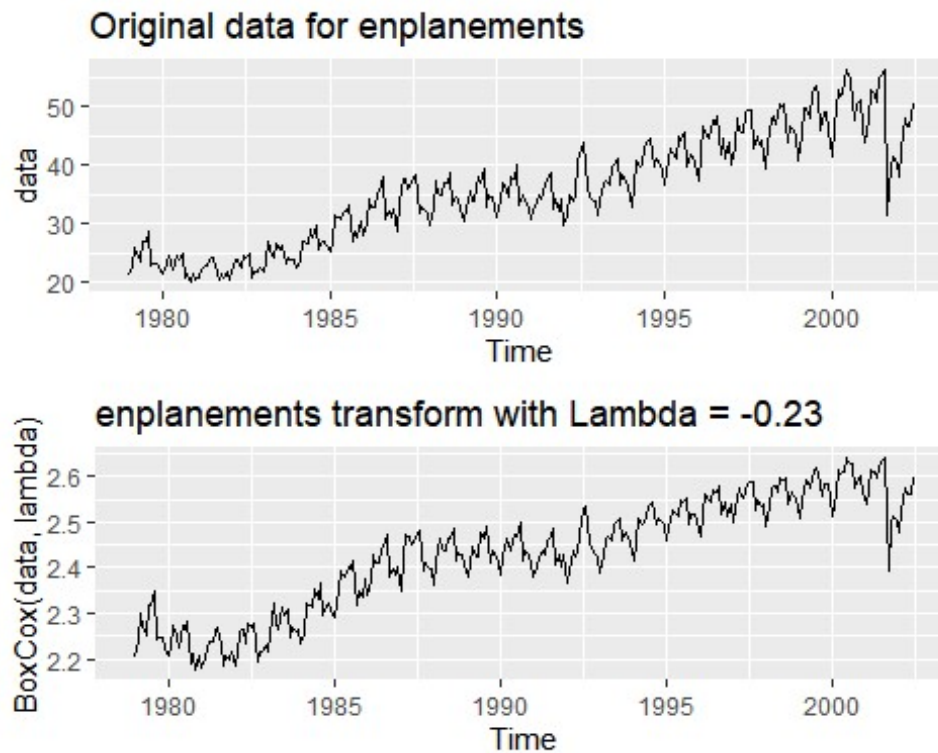 Original data for enplanements
data
50
40
30
20
1980 1985 1990 1995 2000
Time
enplanements transform with Lambda = -0.23
BoxCox(data, lambda)
2.6
2.5
2.4
2.3
2.2
1980 1985 1990 1995 2000
Time